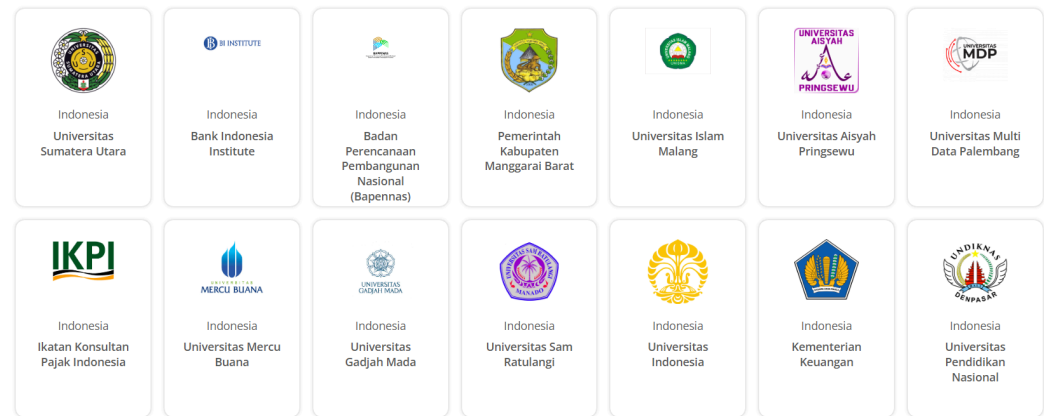 UNIVERSITAS
SUMATERA UTARA
BI INSTITUTE
UNIVERSITAS
AISYAH
PRINGSEWU
UNIVERSITAS
MDP
Indonesia
Indonesia
Indonesia
Indonesia
Indonesia
Indonesia
Indonesia
Universitas
Sumatera Utara
Bank Indonesia
Institute
Badan
Perencanaan
Pembangunan
Nasional
(Bapennas)
Pemerintah
Kabupaten
Manggarai Barat
Universitas Islam
Malang
Universitas Aisyah
Pringsewu
Universitas Multi
Data Palembang
IKPI
UNIVERSITAS
MERCU BUANA
UNIVERSITAS
GADJAH MADA
UNIVERSITAS SAM RATULANGI
MANADO
UNDIKNAS
DENPASAR
Indonesia
Indonesia
Indonesia
Indonesia
Indonesia
Indonesia
Indonesia
Ikatan Konsultan
Pajak Indonesia
Universitas Mercu
Buana
Universitas
Gadjah Mada
Universitas Sam
Ratulangi
Universitas
Indonesia
Kementerian
Keuangan
Universitas
Pendidikan
Nasional